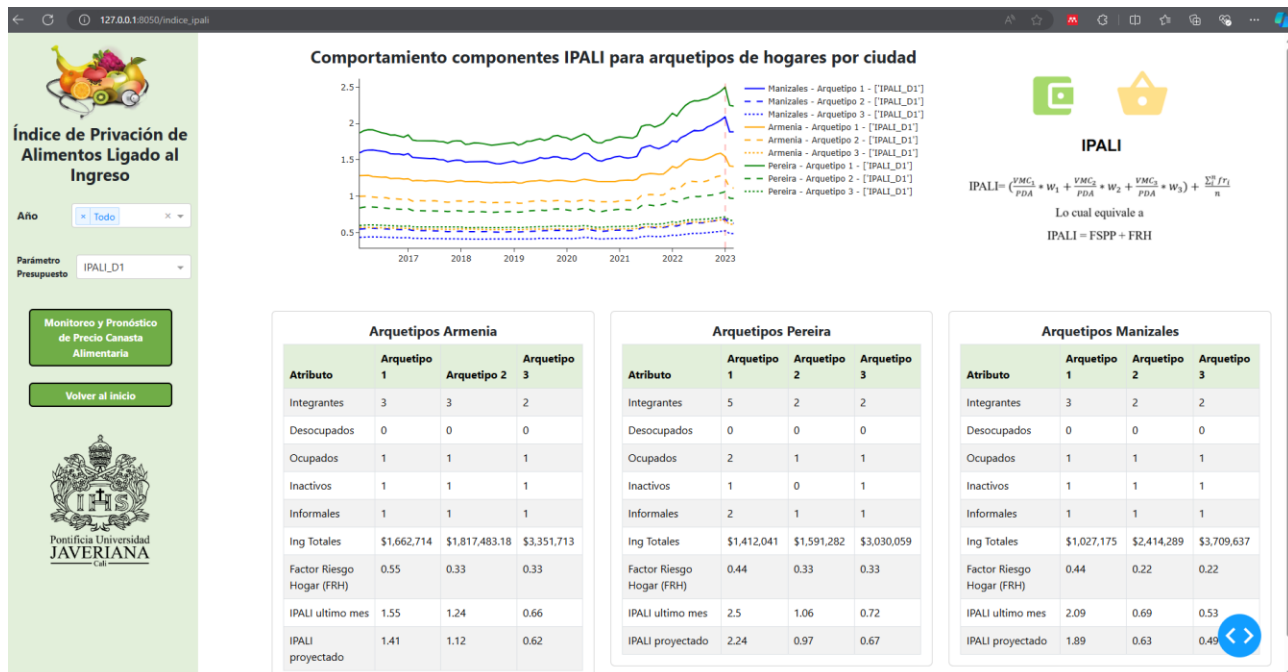 127.0.0.1:8050/indice_ipali
Índice de Privación de
Alimentos Ligado al
Ingreso
Año
× Todo
Parámetro
Presupuesto
IPALI_D1
Monitoreo y Pronóstico
de Precio Canasta
Alimentaria
Volver al inicio
IHS
Pontificia Universidad
JAVERIANA
Cali
Comportamiento componentes IPALI para arquetipos de hogares por ciudad
2.5
2
1.5
1
0.5
2017 2018 2019 2020 2021 2022 2023
Manizales - Arquetipo 1 - ['IPALI_D1']
Manizales - Arquetipo 2 - ['IPALI_D1']
Manizales - Arquetipo 3 - ['IPALI_D1']
Armenia - Arquetipo 1 - ['IPALI_D1']
Armenia - Arquetipo 2 - ['IPALI_D1']
Armenia - Arquetipo 3 - ['IPALI_D1']
Pereira - Arquetipo 1 - ['IPALI_D1']
Pereira - Arquetipo 2 - ['IPALI_D1']
Pereira - Arquetipo 3 - ['IPALI_D1']
IPALI
IPALI= (VMC₁/PDA * w₁ + VMC₂/PDA * w₂ + VMC₃/PDA * w₃) + Σᵢⁿ frᵢ/n
Lo cual equivale a
IPALI = FSPP + FRH
Arquetipos Armenia
Atributo Arquetipo 1 Arquetipo 2 Arquetipo 3
Integrantes 3 3 2
Desocupados 0 0 0
Ocupados 1 1 1
Inactivos 1 1 1
Informales 1 1 1
Ing Totales $1,662,714 $1,817,483.18 $3,351,713
Factor Riesgo
Hogar (FRH) 0.55 0.33 0.33
IPALI ultimo mes 1.55 1.24 0.66
IPALI
proyectado 1.41 1.12 0.62
Arquetipos Pereira
Atributo Arquetipo 1 Arquetipo 2 Arquetipo 3
Integrantes 5 2 2
Desocupados 0 0 0
Ocupados 2 1 1
Inactivos 1 0 1
Informales 2 1 1
Ing Totales $1,412,041 $1,591,282 $3,030,059
Factor Riesgo
Hogar (FRH) 0.44 0.33 0.33
IPALI ultimo mes 2.5 1.06 0.72
IPALI proyectado 2.24 0.97 0.67
Arquetipos Manizales
Atributo Arquetipo 1 Arquetipo 2 Arquetipo 3
Integrantes 3 2 2
Desocupados 0 0 0
Ocupados 1 1 1
Inactivos 1 1 1
Informales 1 1 1
Ing Totales $1,027,175 $2,414,289 $3,709,637
Factor Riesgo
Hogar (FRH) 0.44 0.22 0.22
IPALI ultimo mes 2.09 0.69 0.53
IPALI proyectado 1.89 0.63 0.49